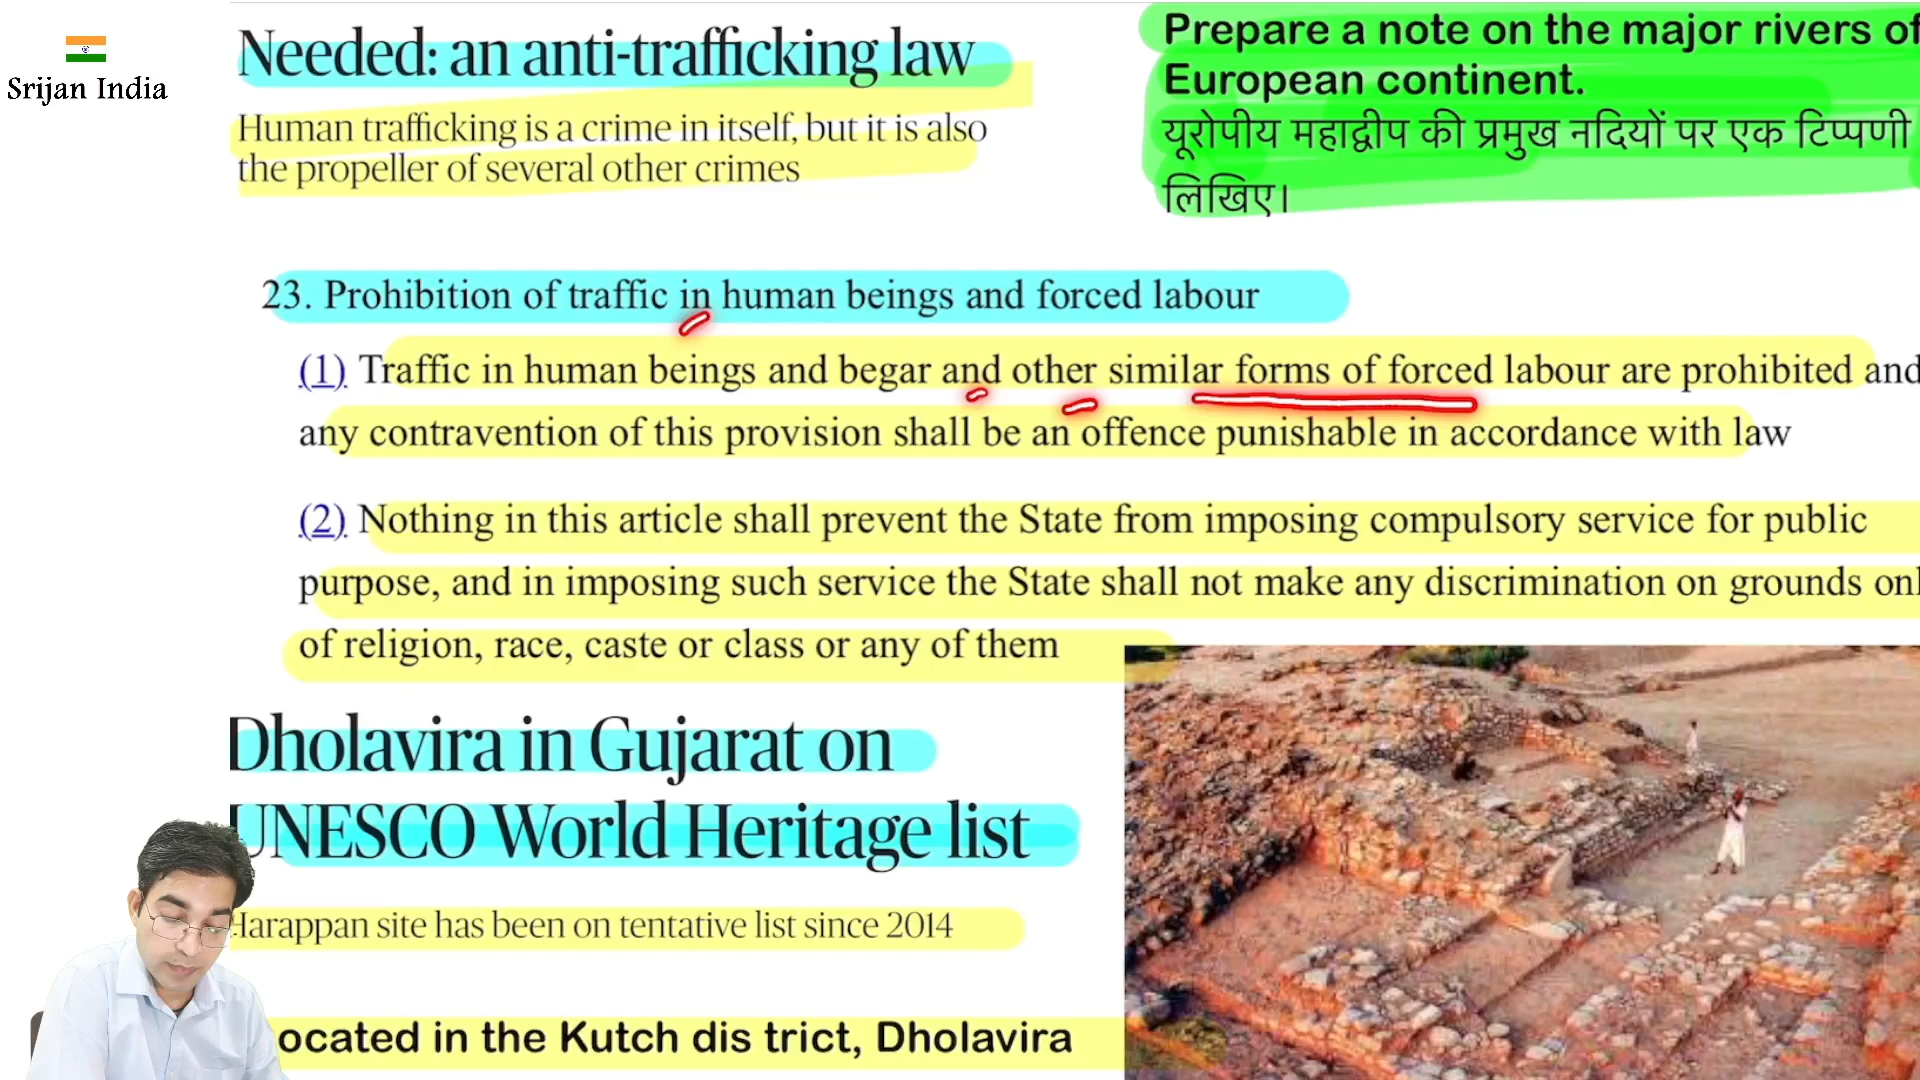 Srijan India
Needed: an anti-trafficking law
Human trafficking is a crime in itself, but it is also
the propeller of several other crimes
Prepare a note on the major rivers of
European continent.
यूरोपीय महाद्वीप की प्रमुख नदियों पर एक टिप्पणी
लिखिए।
23. Prohibition of traffic in human beings and forced labour
(1) Traffic in human beings and begar and other similar forms of forced labour are prohibited and
any contravention of this provision shall be an offence punishable in accordance with law
(2) Nothing in this article shall prevent the State from imposing compulsory service for public
purpose, and in imposing such service the State shall not make any discrimination on grounds onl
of religion, race, caste or class or any of them
Dholavira in Gujarat on
UNESCO World Heritage list
Harappan site has been on tentative list since 2014
ocated in the Kutch dis trict, Dholavira